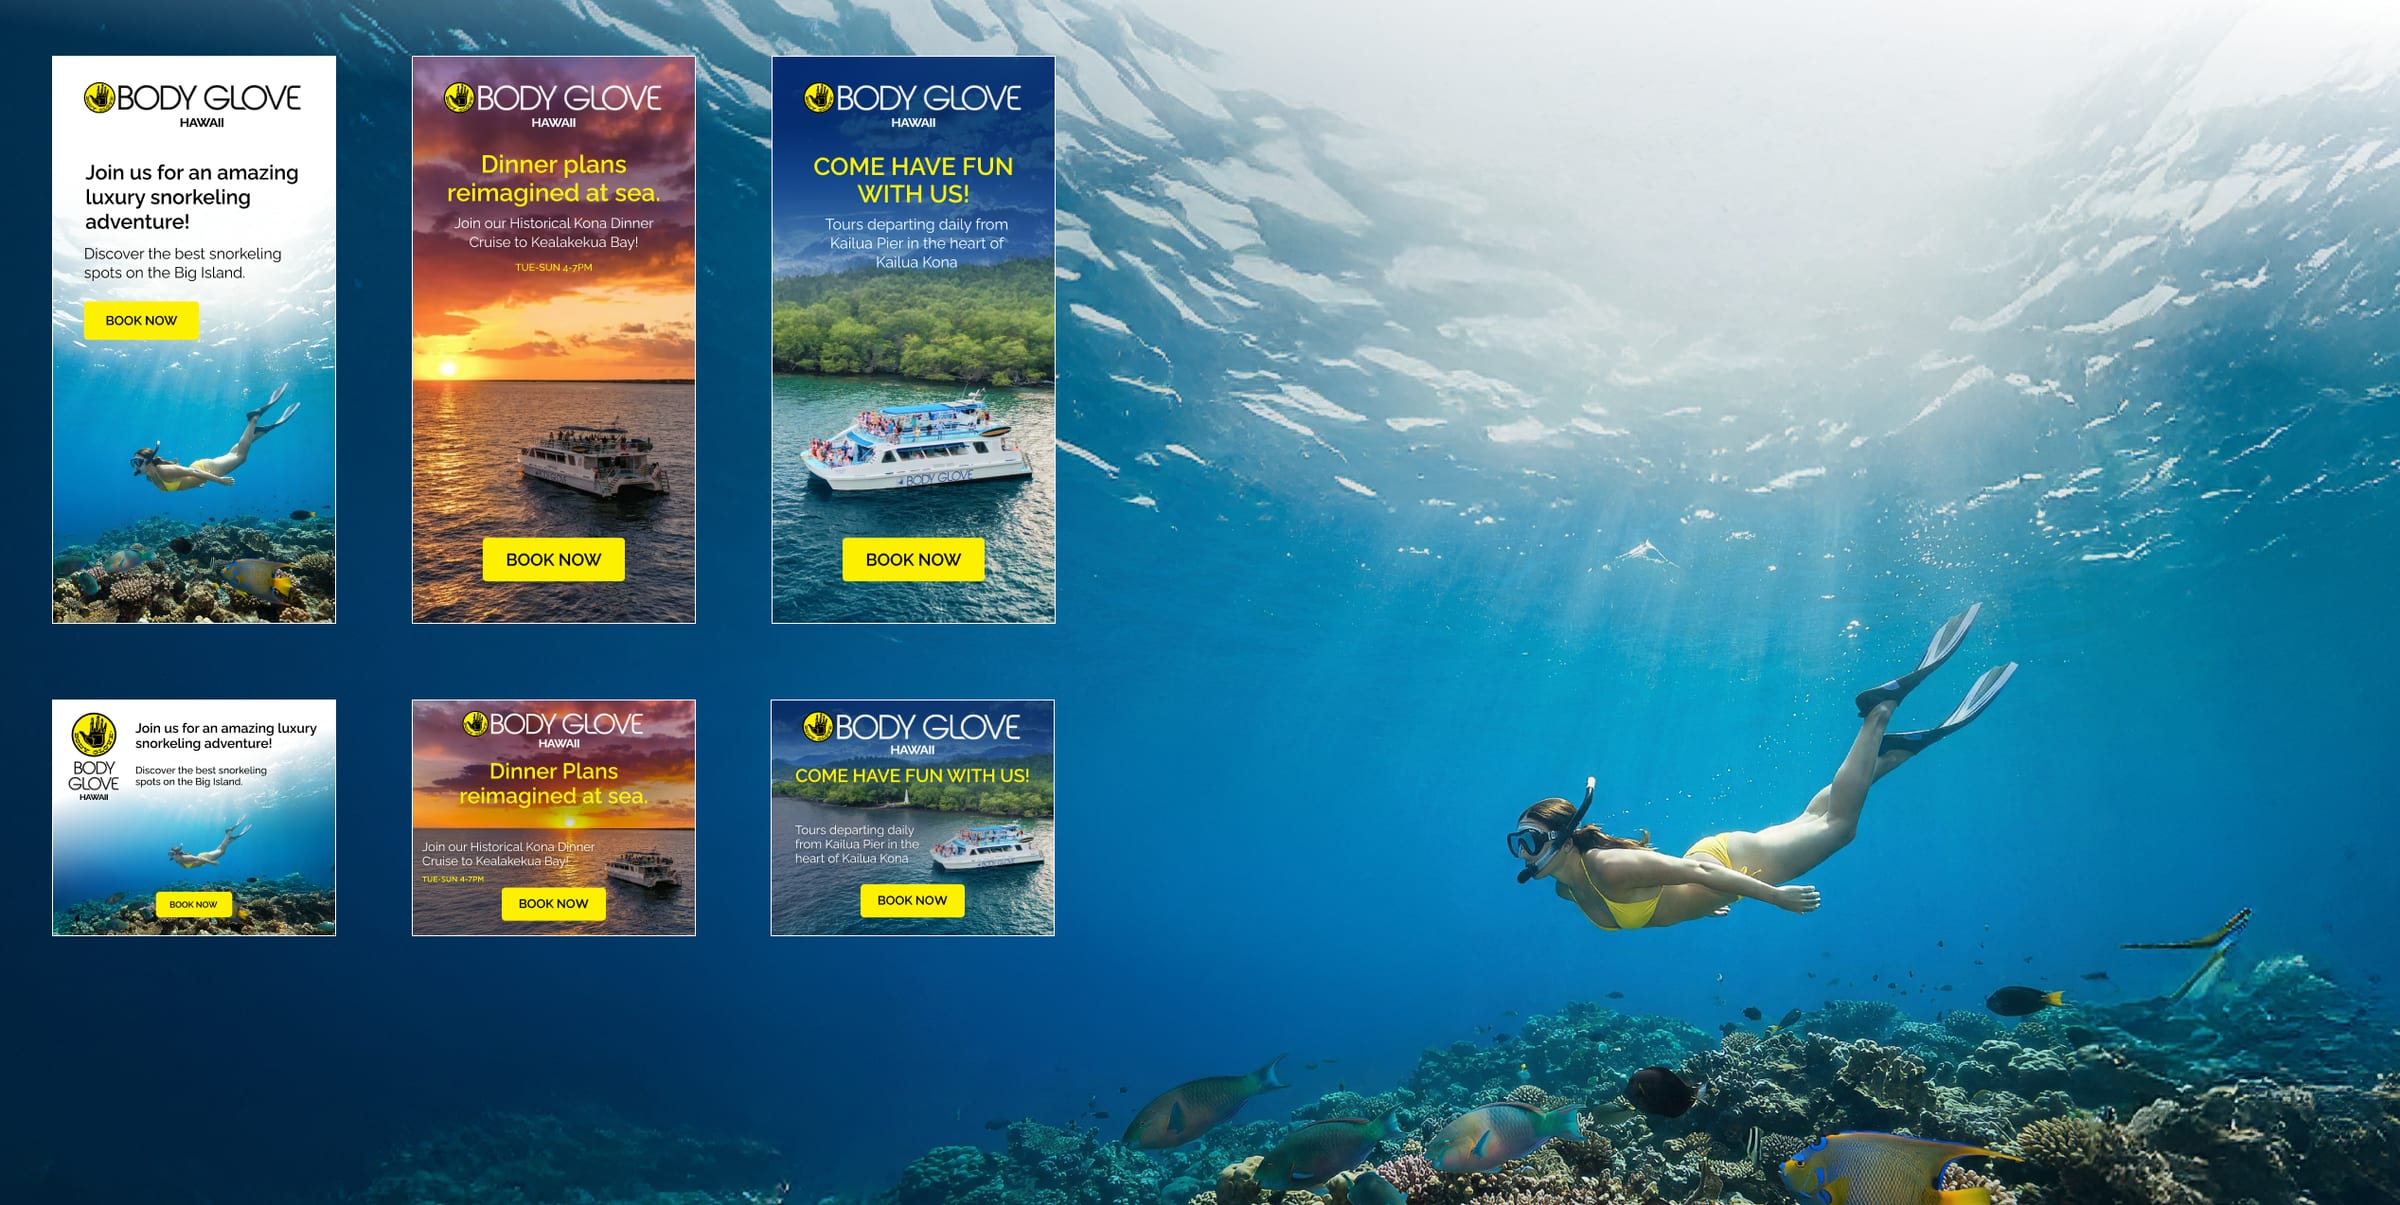 BODY GLOVE
HAWAII
Join us for an amazing
luxury snorkeling
adventure!
Discover the best snorkeling
spots on the Big Island.
BOOK NOW
BODY GLOVE
HAWAII
Dinner plans
reimagined at sea.
Join our Historical Kona Dinner
Cruise to Kealakekua Bay!
TUE-SUN 4-7PM
BOOK NOW
BODY GLOVE
HAWAII
COME HAVE FUN
WITH US!
Tours departing daily from
Kailua Pier in the heart of
Kailua Kona
BODY GLOVE
BOOK NOW
BODY GLOVE
BODY
GLOVE
HAWAII
Join us for an amazing luxury
snorkeling adventure!
Discover the best snorkeling
spots on the Big Island.
BOOK NOW
BODY GLOVE
HAWAII
Dinner Plans
reimagined at sea.
Join our Historical Kona Dinner
Cruise to Kealakekua Bay!
TUE-SUN 4-7PM
BOOK NOW
BODY GLOVE
HAWAII
COME HAVE FUN WITH US!
Tours departing daily
from Kailua Pier in the
heart of Kailua Kona
BOOK NOW